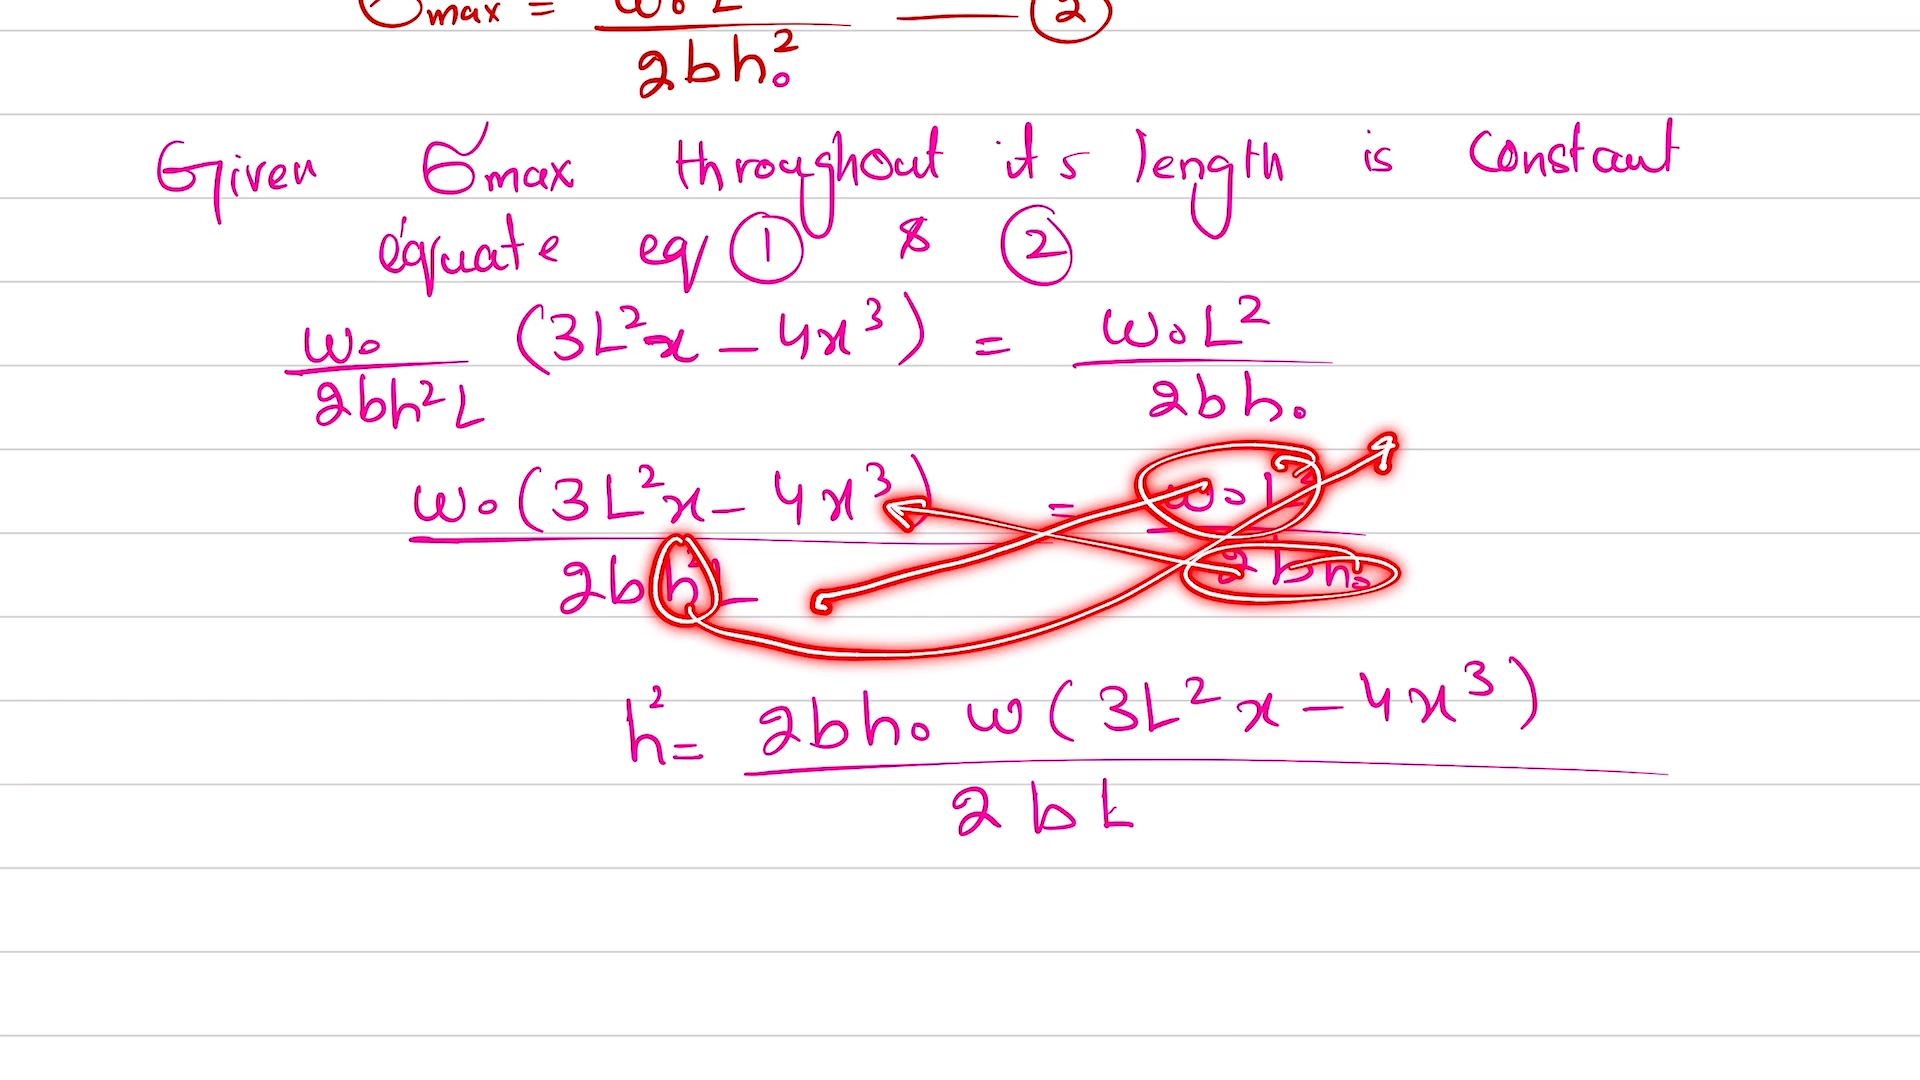 σmax = w₀L² / 2bh₀² —— ②
Given σmax throughout its length is Constant
equate eq ① & ②
w₀ / 2bh²L (3L²x – 4x³) = w₀L² / 2bh₀
w₀(3L²x – 4x³) / 2bh²L = w₀L² / 2bh₀
h² = 2bh₀ w(3L²x – 4x³) / 2bL